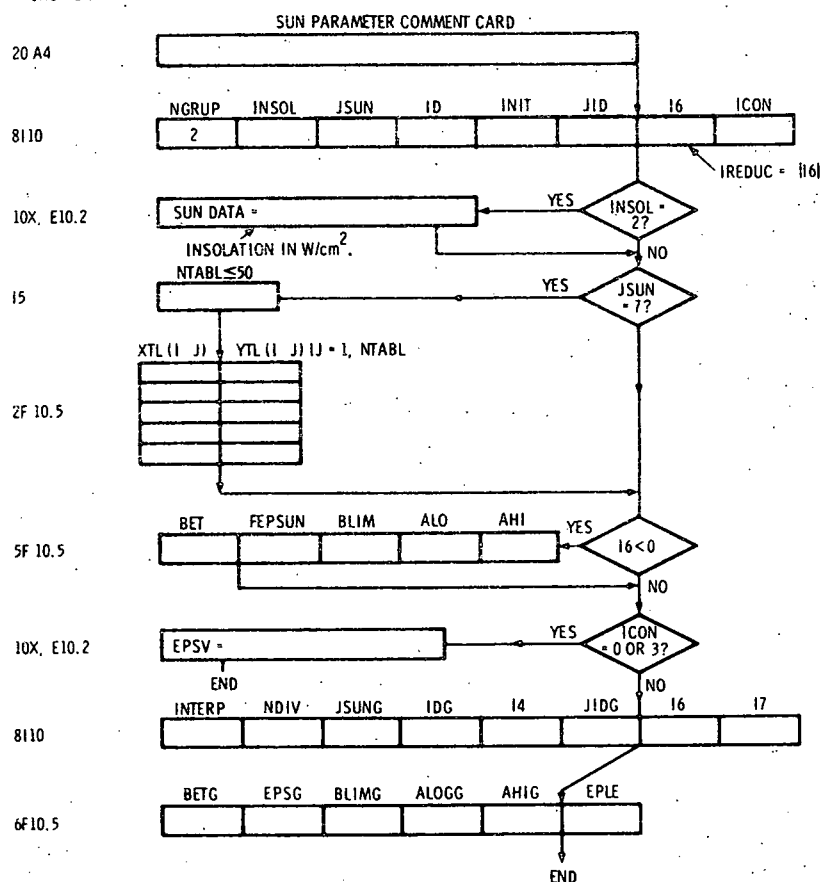 SUN PARAMETER COMMENT CARD
20 A4
NGRUP INSOL JSUN ID INIT JID I6 ICON
8I10
2
IREDUC = |I6|
10X, E10.2
SUN DATA =
YES
INSOL = 2?
INSOLATION IN W/cm2.
NO
NTABL≤50
I5
YES
JSUN = 7?
XTL (I J) YTL (I J) IJ = 1, NTABL
2F 10.5
BET FEPSUN BLIM ALO AHI
5F 10.5
YES
I6<0
NO
10X, E10.2
EPSV =
YES
ICON = 0 OR 3?
END
NO
INTERP NDIV JSUNG IDG I4 JIDG I6 I7
8I10
BETG EPSG BLIMG ALOGG AHIG EPLE
6F10.5
END